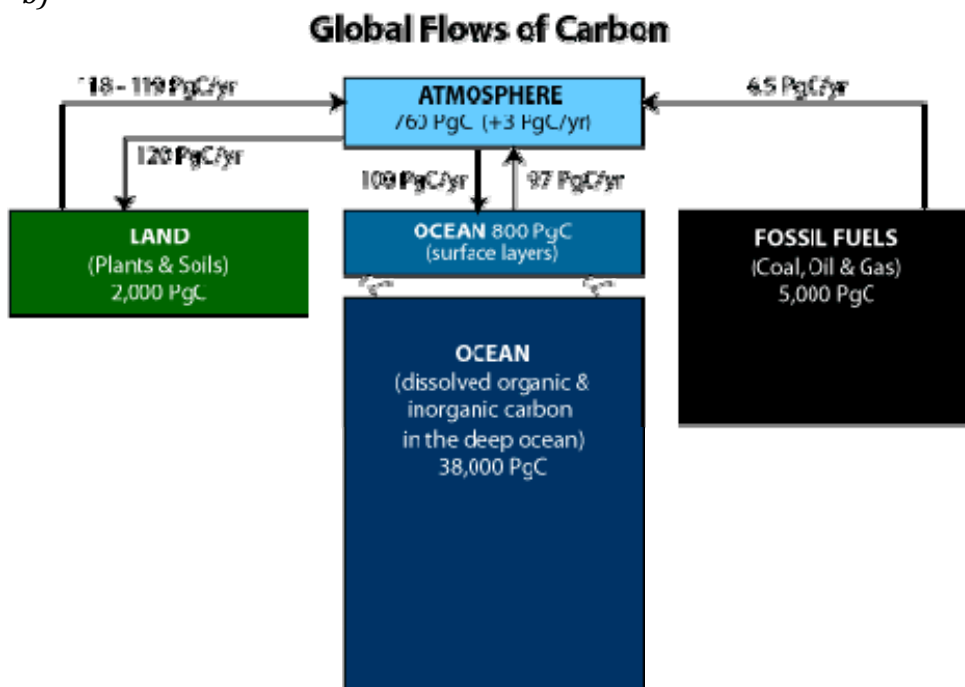 b)
Global Flows of Carbon
118 - 119 PgC/yr
ATMOSPHERE
760 PgC (+3 PgC/yr)
6.5 PgC/yr
120 PgC/yr
PgC/yr
97 PgC/yr
LAND
(Plants & Soils)
2,000 PgC
OCEAN 800 PgC
(surface layers)
FOSSIL FUELS
(Coal, Oil & Gas)
5,000 PgC
OCEAN
(dissolved organic &
inorganic carbon
in the deep ocean)
38,000 PgC